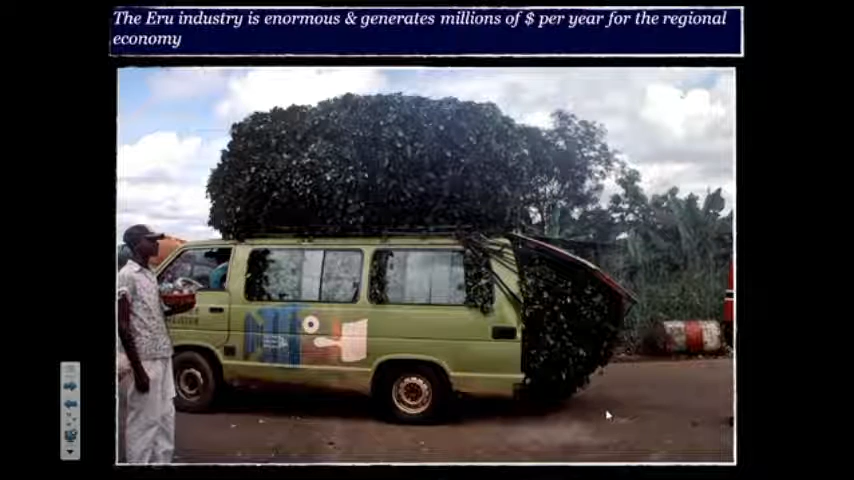 The Eru industry is enormous & generates millions of $ per year for the regional
economy